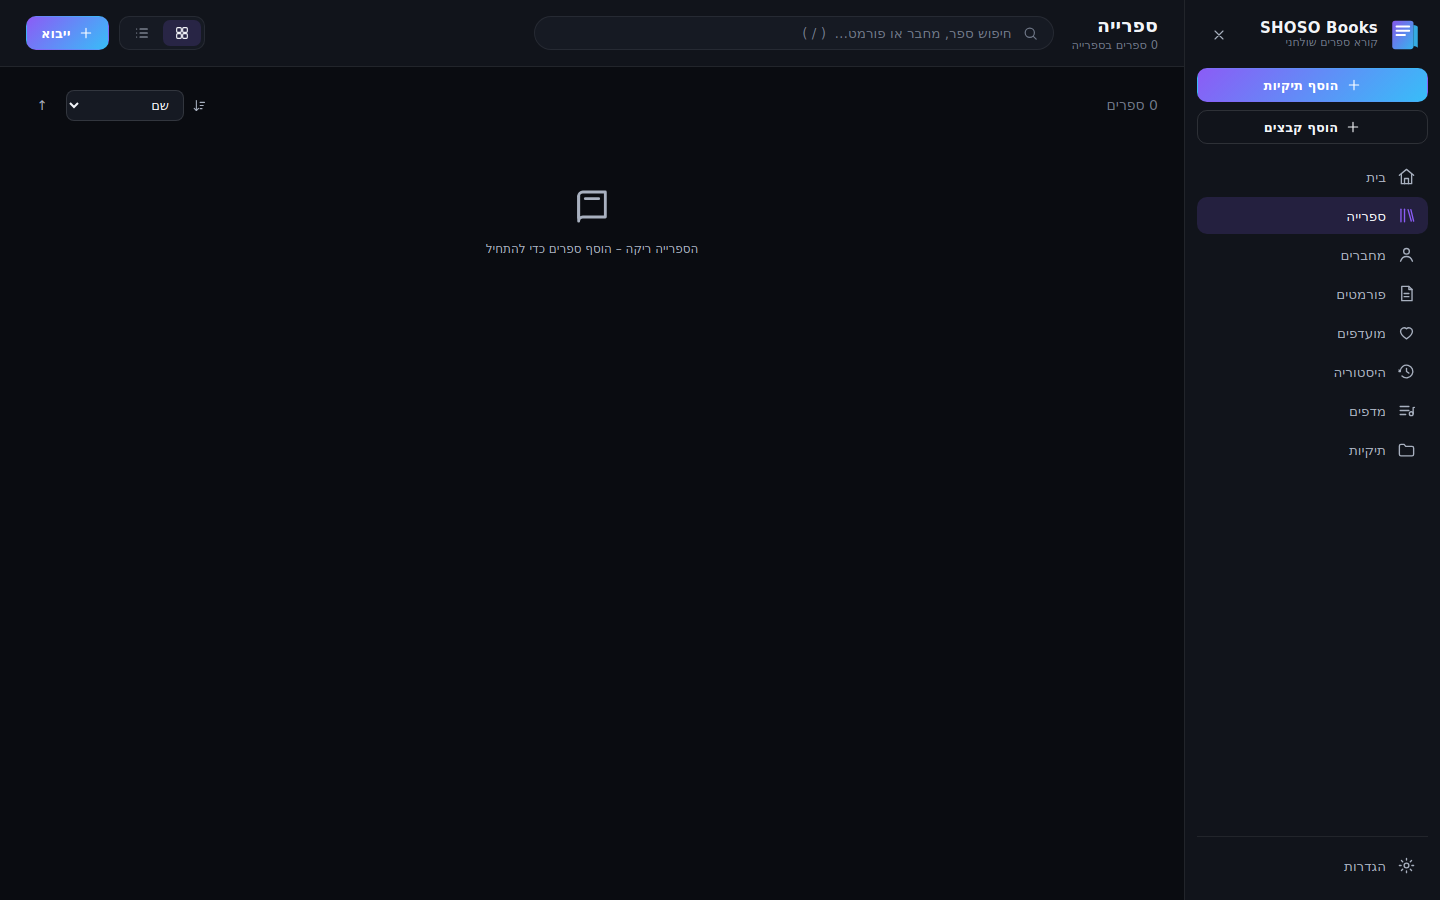 SHOSO Books
קורא ספרים שולחני
הוסף תיקיות
הוסף קבצים
בית
ספרייה
מחברים
פורמטים
מועדפים
היסטוריה
מדפים
תיקיות
הגדרות
ספרייה
0 ספרים בספרייה
חיפוש ספר, מחבר או פורמט... ( / )
ייבוא
0 ספרים
שם
↑
הספרייה ריקה – הוסף ספרים כדי להתחיל